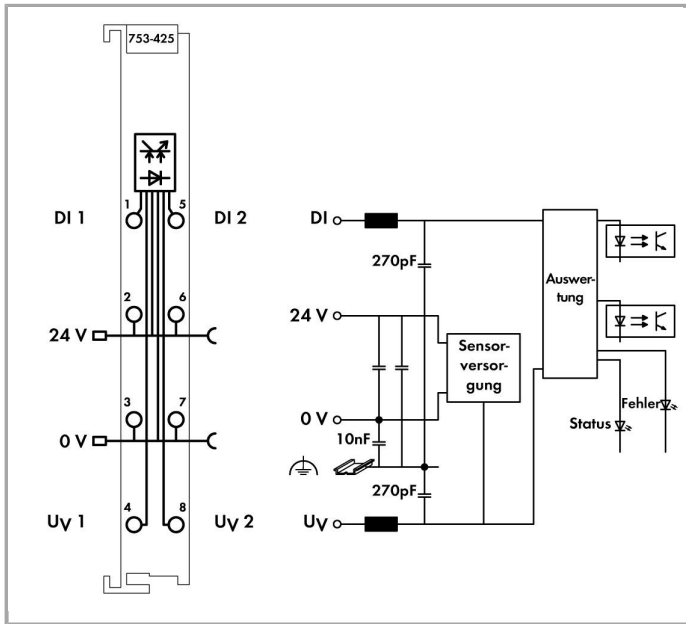 753-425
1
5
DI 1
DI 2
2
6
24 V
3
7
0 V
4
8
UV 1
UV 2
DI
270pF
24 V
0 V
10nF
270pF
UV
Sensor-
versor-
gung
Auswer-
tung
Fehler
Status